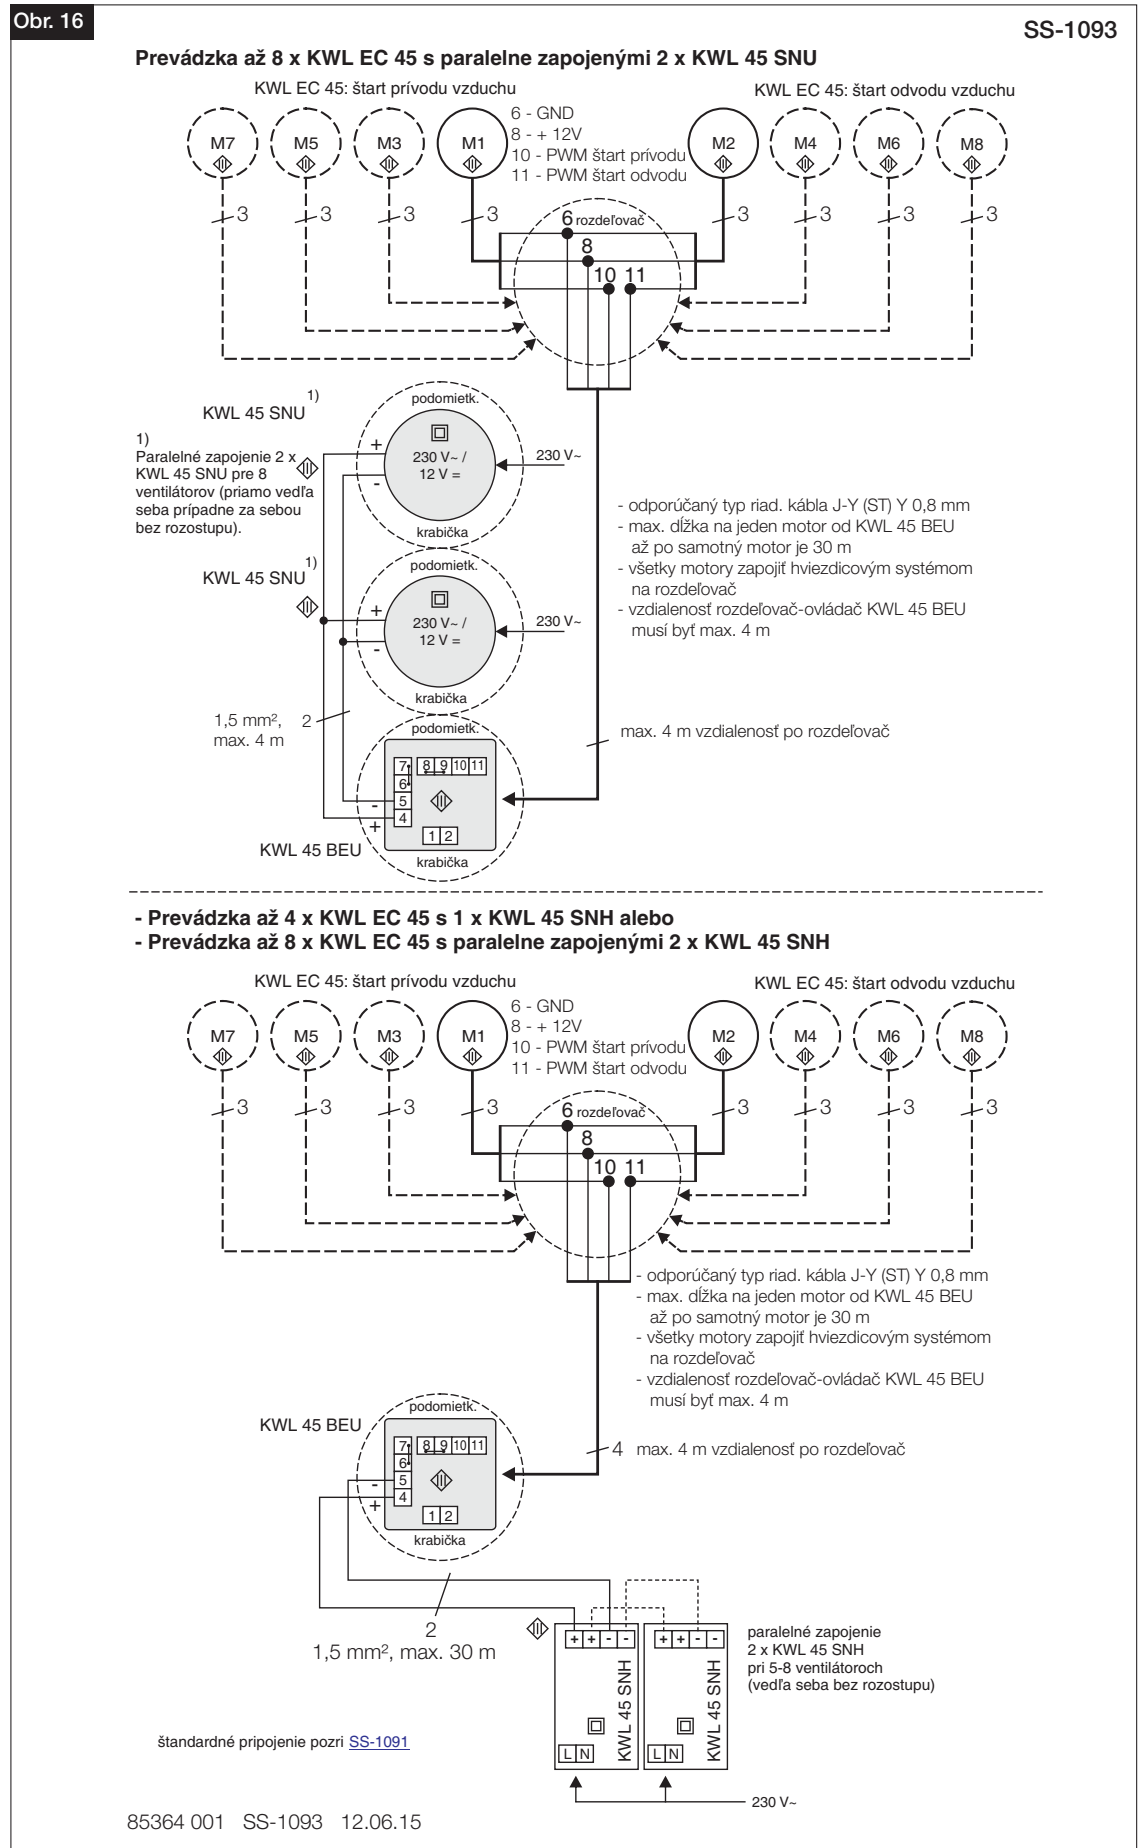 Obr. 16
SS-1093
Prevádzka až 8 x KWL EC 45 s paralelne zapojenými 2 x KWL 45 SNU
KWL EC 45: štart prívodu vzduchu
KWL EC 45: štart odvodu vzduchu
6 - GND
8 - + 12V
10 - PWM štart prívodu
11 - PWM štart odvodu
M7
M5
M3
M1
M2
M4
M6
M8
3
3
3
3
3
3
3
3
6 rozdeľovač
8
10 11
KWL 45 SNU 1)
podomietk.
+
-
230 V~ /
12 V =
230 V~
krabička
1)
Paralelné zapojenie 2 x
KWL 45 SNU pre 8
ventilátorov (priamo vedľa
seba prípadne za sebou
bez rozostupu).
- odporúčaný typ riad. kábla J-Y (ST) Y 0,8 mm
- max. dĺžka na jeden motor od KWL 45 BEU
až po samotný motor je 30 m
- všetky motory zapojiť hviezdicovým systémom
na rozdeľovač
- vzdialenosť rozdeľovač-ovládač KWL 45 BEU
musí byť max. 4 m
KWL 45 SNU 1)
podomietk.
+
-
230 V~ /
12 V =
230 V~
krabička
1,5 mm², 2
max. 4 m
max. 4 m vzdialenosť po rozdeľovač
podomietk.
7 8 9 10 11
6
- 5
+ 4
1 2
KWL 45 BEU
krabička
- Prevádzka až 4 x KWL EC 45 s 1 x KWL 45 SNH alebo
- Prevádzka až 8 x KWL EC 45 s paralelne zapojenými 2 x KWL 45 SNH
KWL EC 45: štart prívodu vzduchu
KWL EC 45: štart odvodu vzduchu
6 - GND
8 - + 12V
10 - PWM štart prívodu
11 - PWM štart odvodu
M7
M5
M3
M1
M2
M4
M6
M8
3
3
3
3
3
3
3
3
6 rozdeľovač
8
10 11
- odporúčaný typ riad. kábla J-Y (ST) Y 0,8 mm
- max. dĺžka na jeden motor od KWL 45 BEU
až po samotný motor je 30 m
- všetky motory zapojiť hviezdicovým systémom
na rozdeľovač
- vzdialenosť rozdeľovač-ovládač KWL 45 BEU
musí byť max. 4 m
KWL 45 BEU
podomietk.
7 8 9 10 11
6
- 5
+ 4
1 2
krabička
4 max. 4 m vzdialenosť po rozdeľovač
2
1,5 mm², max. 30 m
+ + - -
KWL 45 SNH
L N
+ + - -
KWL 45 SNH
L N
paralelné zapojenie
2 x KWL 45 SNH
pri 5-8 ventilátoroch
(vedľa seba bez rozostupu)
štandardné pripojenie pozri SS-1091
230 V~
85364 001 SS-1093 12.06.15